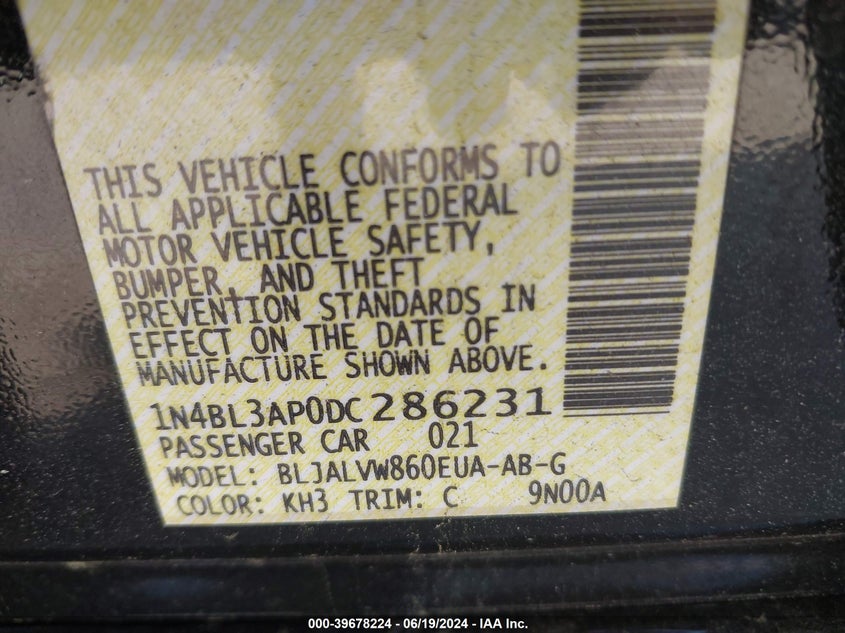 THIS VEHICLE CONFORMS TO
ALL APPLICABLE FEDERAL
MOTOR VEHICLE SAFETY,
BUMPER, AND THEFT
PREVENTION STANDARDS IN
EFFECT ON THE DATE OF
MANUFACTURE SHOWN ABOVE.
1N4BL3AP0DC286231
PASSENGER CAR 021
MODEL: BLJALVW860EUA-AB-G
COLOR: KH3 TRIM: C 9N00A
000-39678224 - 06/19/2024 - IAA Inc.